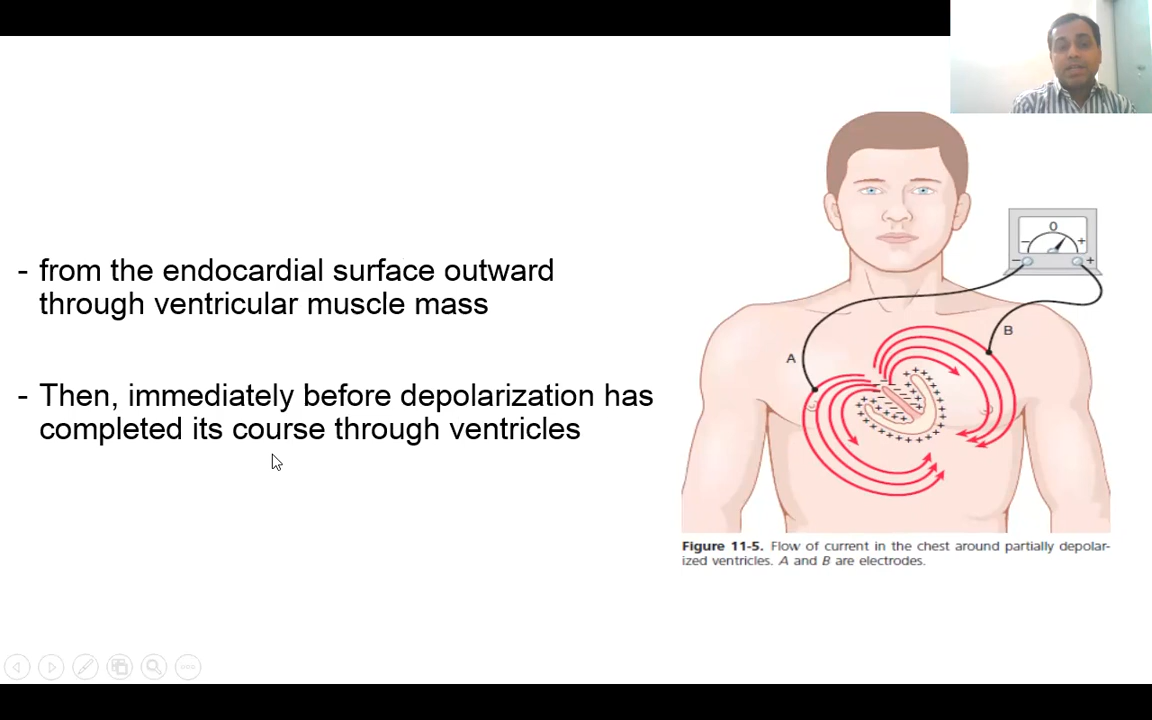 - from the endocardial surface outward
through ventricular muscle mass
- Then, immediately before depolarization has
completed its course through ventricles
0
- +
- +
B
A
Figure 11-5. Flow of current in the chest around partially depolar-
ized ventricles. A and B are electrodes.